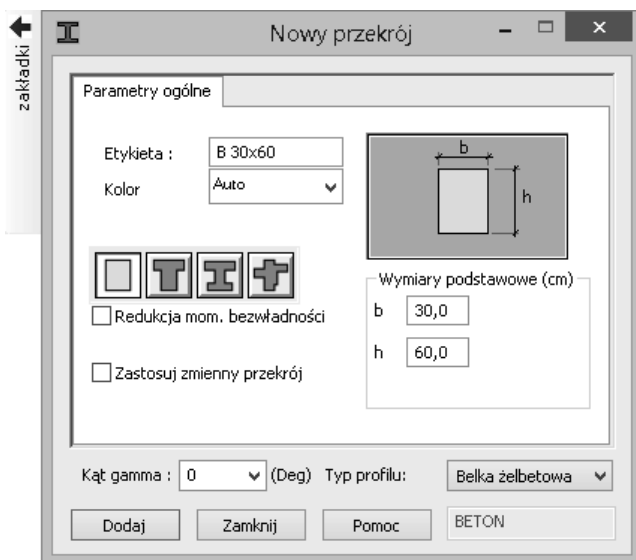 zakładki
Nowy przekrój
Parametry ogólne
Etykieta : B 30x60
Kolor Auto
b
h
Redukcja mom. bezwładności
Zastosuj zmienny przekrój
Wymiary podstawowe (cm)
b 30,0
h 60,0
Kąt gamma : 0 (Deg) Typ profilu: Belka żelbetowa
Dodaj Zamknij Pomoc BETON